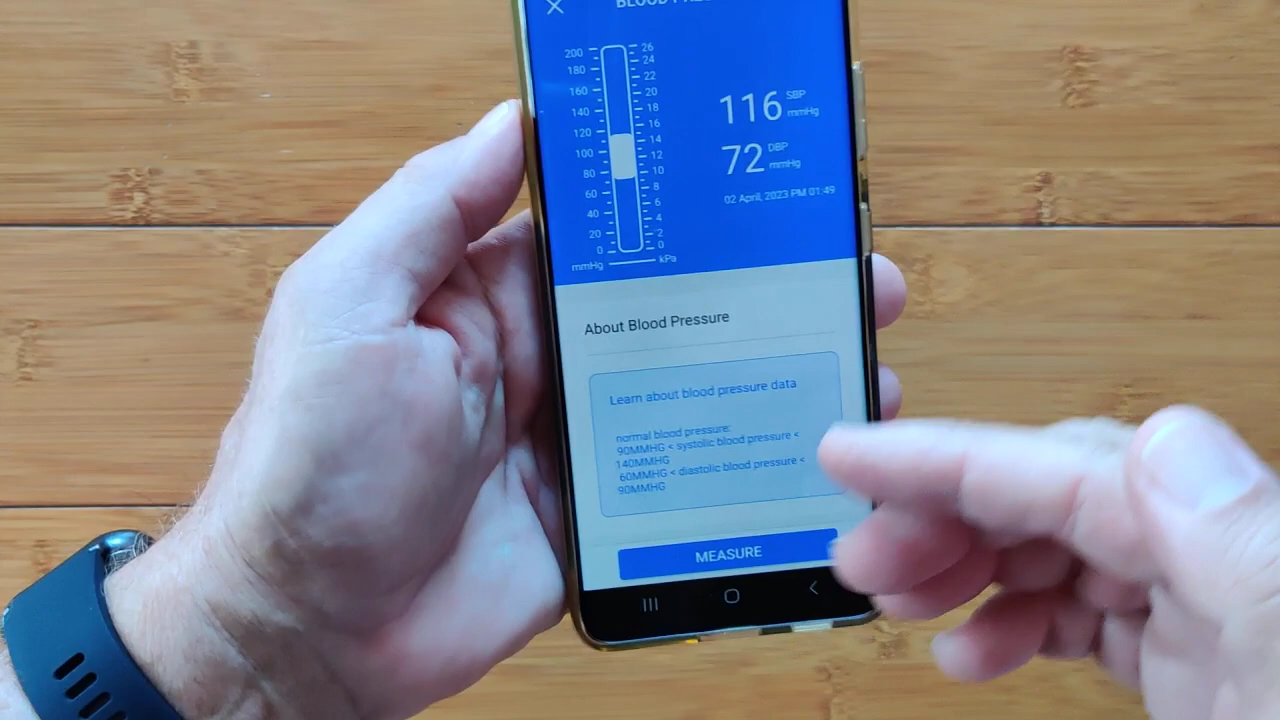 200
180
160
140
120
100
80
60
40
20
0
mmHg
26
24
22
20
18
16
14
12
10
8
6
4
2
0
kPa
116 SBP mmHg
72 DBP mmHg
02 April, 2023 PM 01:49
About Blood Pressure
Learn about blood pressure data
normal blood pressure:
90MMHG < systolic blood pressure <
140MMHG
60MMHG < diastolic blood pressure <
90MMHG
MEASURE